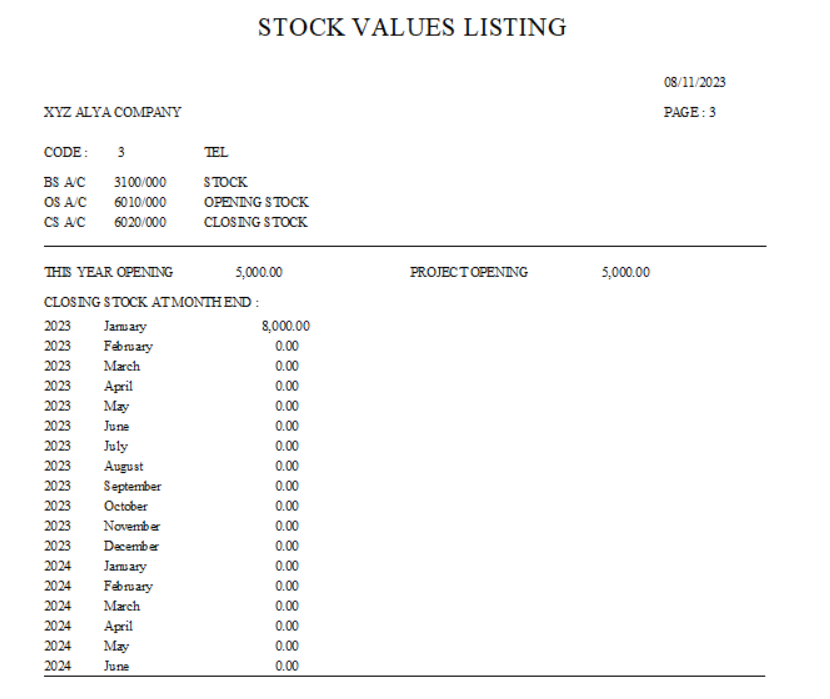 STOCK VALUES LISTING
08/11/2023
XYZ ALYA COMPANY PAGE : 3
CODE : 3 TEL
BS A/C 3100/000 STOCK
OS A/C 6010/000 OPENING STOCK
CS A/C 6020/000 CLOSING STOCK
THIS YEAR OPENING 5,000.00 PROJECT OPENING 5,000.00
CLOSING STOCK AT MONTH END :
2023 January 8,000.00
2023 February 0.00
2023 March 0.00
2023 April 0.00
2023 May 0.00
2023 June 0.00
2023 July 0.00
2023 August 0.00
2023 September 0.00
2023 October 0.00
2023 November 0.00
2023 December 0.00
2024 January 0.00
2024 February 0.00
2024 March 0.00
2024 April 0.00
2024 May 0.00
2024 June 0.00